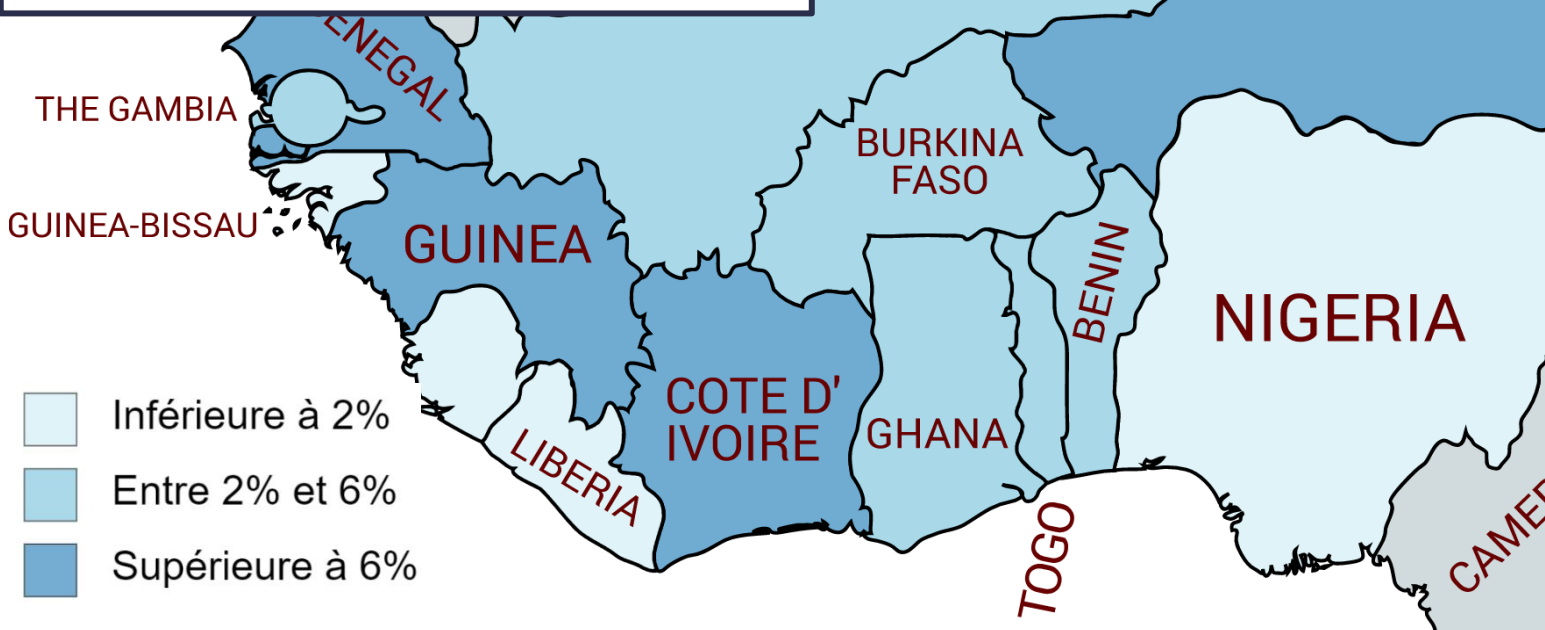 THE GAMBIA
BURKINA
FASO
GUINEA-BISSAU
GUINEA
BENIN
NIGERIA
COTE D'
IVOIRE
GHANA
LIBERIA
TOGO
Inférieure à 2%
Entre 2% et 6%
Supérieure à 6%